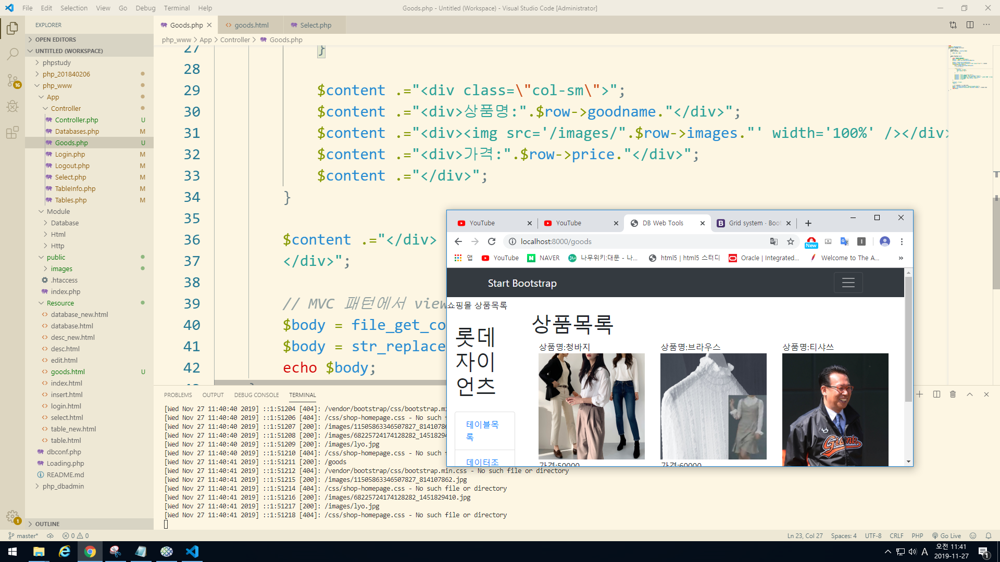 File Edit Selection View Go Debug Terminal Help
Goods.php - Untitled (Workspace) - Visual Studio Code [Administrator]
EXPLORER
OPEN EDITORS
UNTITLED (WORKSPACE)
phpstudy
php_201840206
php_www
App
Controller
Controller.php U
Databases.php M
Goods.php U
Login.php M
Logout.php M
Select.php M
TableInfo.php M
Tables.php M
Module
Database
Html
Http
public
images
.htaccess
index.php
Resource
database_new.html
database.html
desc_new.html
desc.html
edit.html
goods.html U
index.html
insert.html
login.html
select.html
table_new.html
table.html
dbconf.php
Loading.php
README.md
php_dbadmin
OUTLINE
16
1
Goods.php goods.html Select.php
php_www > App > Controller > Goods.php
27 }
28
29 $content .="<div class=\"col-sm\">";
30 $content .="<div>상품명:".$row->goodname."</div>";
31 $content .="<div><img src='/images/".$row->images."' width='100%' /></div>
32 $content .="<div>가격:".$row->price."</div>";
33 $content .="</div>";
34 }
35
36 $content .="</div>
37 </div>";
38
39 // MVC 패턴에서 view
40 $body = file_get_co
41 $body = str_replace
42 echo $body;
YouTube YouTube DB Web Tools Grid system · Boot
localhost:8000/goods
New
앱 YouTube NAVER 나무위키:대문 - 나... html5 | html5 스터디 Oracle | Integrated... Welcome to The A... »
Start Bootstrap
쇼핑몰 상품목록
롯데
자이
언츠
테이블목
록
데이터조
상품목록
상품명:청바지 상품명:브라우스 상품명:티샤쓰
가격:50000 가격:60000
Giants
PROBLEMS OUTPUT DEBUG CONSOLE TERMINAL
[Wed Nov 27 11:40:40 2019] ::1:51204 [404]: /vendor/bootstrap/css/bootstrap.mi
[Wed Nov 27 11:40:40 2019] ::1:51206 [404]: /css/shop-homepage.css - No such f
[Wed Nov 27 11:40:40 2019] ::1:51207 [200]: /images/11505863346507827_81410786
[Wed Nov 27 11:40:40 2019] ::1:51208 [200]: /images/68225724174128282_14518294
[Wed Nov 27 11:40:40 2019] ::1:51209 [200]: /images/lyo.jpg
[Wed Nov 27 11:40:40 2019] ::1:51210 [404]: /css/shop-homepage.css - No such f
[Wed Nov 27 11:40:41 2019] ::1:51211 [200]: /goods
[Wed Nov 27 11:40:41 2019] ::1:51212 [404]: /vendor/bootstrap/css/bootstrap.min.css - No such file or directory
[Wed Nov 27 11:40:41 2019] ::1:51215 [200]: /images/11505863346507827_814107862.jpg
[Wed Nov 27 11:40:41 2019] ::1:51214 [404]: /css/shop-homepage.css - No such file or directory
[Wed Nov 27 11:40:41 2019] ::1:51216 [200]: /images/68225724174128282_1451829410.jpg
[Wed Nov 27 11:40:41 2019] ::1:51217 [200]: /images/lyo.jpg
[Wed Nov 27 11:40:41 2019] ::1:51218 [404]: /css/shop-homepage.css - No such file or directory
master* 0 0 Ln 23, Col 27 Spaces: 4 UTF-8 CRLF PHP Go Live
A 오전 11:41
2019-11-27
1